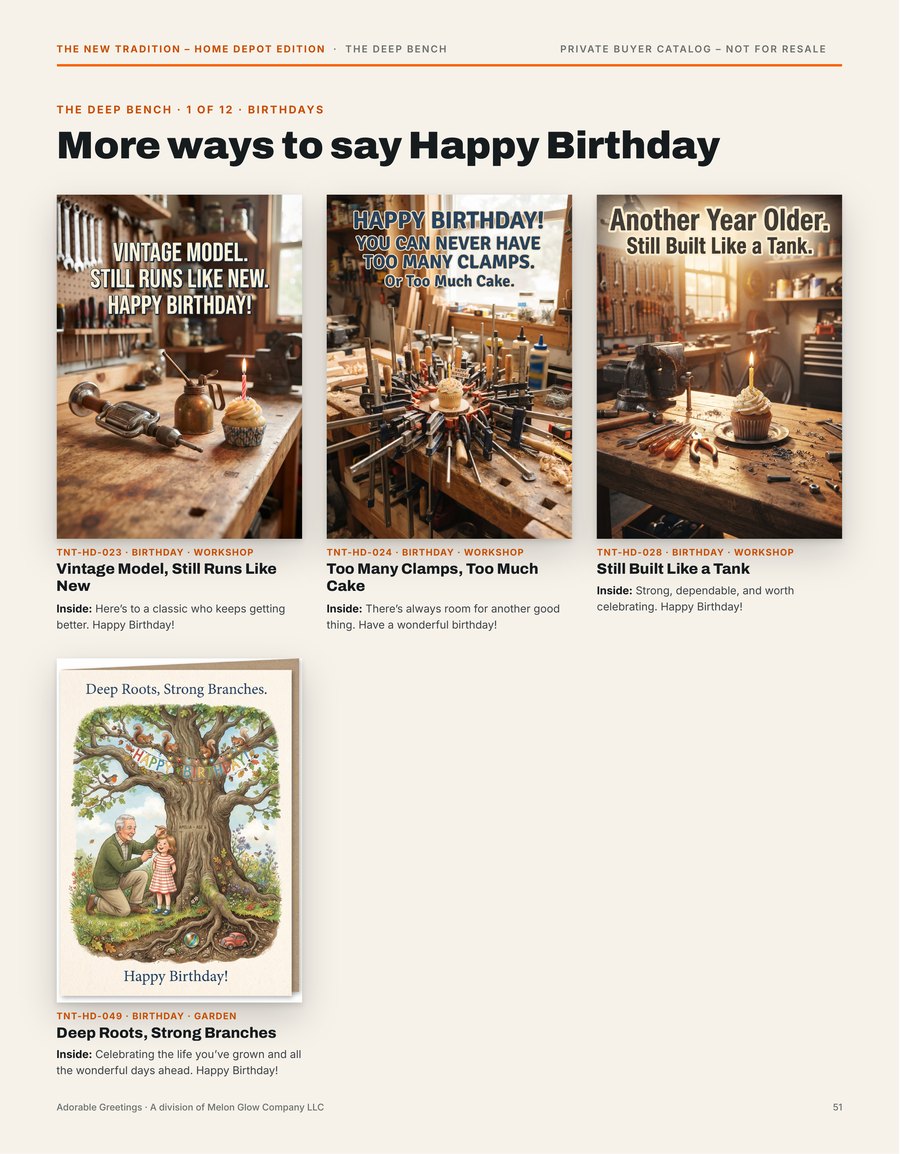 THE NEW TRADITION – HOME DEPOT EDITION · THE DEEP BENCH
PRIVATE BUYER CATALOG – NOT FOR RESALE
THE DEEP BENCH · 1 OF 12 · BIRTHDAYS
More ways to say Happy Birthday
VINTAGE MODEL.
STILL RUNS LIKE NEW.
HAPPY BIRTHDAY!
TNT-HD-023 · BIRTHDAY · WORKSHOP
Vintage Model, Still Runs Like
New
Inside: Here’s to a classic who keeps getting
better. Happy Birthday!
HAPPY BIRTHDAY!
YOU CAN NEVER HAVE
TOO MANY CLAMPS.
Or Too Much Cake.
TNT-HD-024 · BIRTHDAY · WORKSHOP
Too Many Clamps, Too Much
Cake
Inside: There’s always room for another good
thing. Have a wonderful birthday!
Another Year Older.
Still Built Like a Tank.
TNT-HD-028 · BIRTHDAY · WORKSHOP
Still Built Like a Tank
Inside: Strong, dependable, and worth
celebrating. Happy Birthday!
Deep Roots, Strong Branches.
HAPPY BIRTHDAY!
Happy Birthday!
TNT-HD-049 · BIRTHDAY · GARDEN
Deep Roots, Strong Branches
Inside: Celebrating the life you’ve grown and all
the wonderful days ahead. Happy Birthday!
Adorable Greetings · A division of Melon Glow Company LLC
51